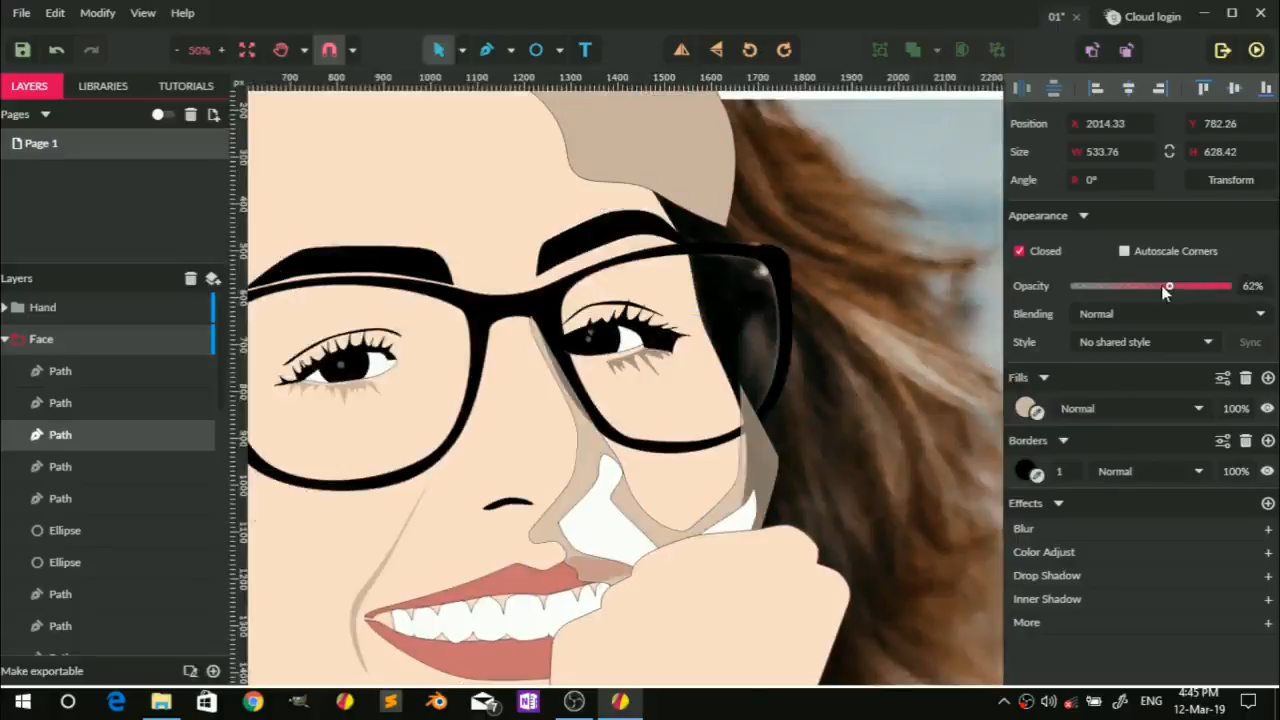 File Edit Modify View Help
01* Cloud login
- 50% +
T
LAYERS LIBRARIES TUTORIALS
px 700 800 900 1000 1100 1200 1300 1400 1500 1600 1700 1800 1900 2000 2100 2200
Pages
Page 1
Layers
Hand
Face
Path
Path
Path
Path
Path
Ellipse
Ellipse
Path
Path
Make exportable
Position X 2014.33 Y 782.26
Size W 533.76 H 628.42
Angle R 0° Transform
Appearance
Closed Autoscale Corners
Opacity 62%
Blending Normal
Style No shared style Sync
Fills
Normal 100%
Borders
1 Normal 100%
Effects
Blur +
Color Adjust +
Drop Shadow +
Inner Shadow +
More +
7
ENG
4:45 PM
12-Mar-19